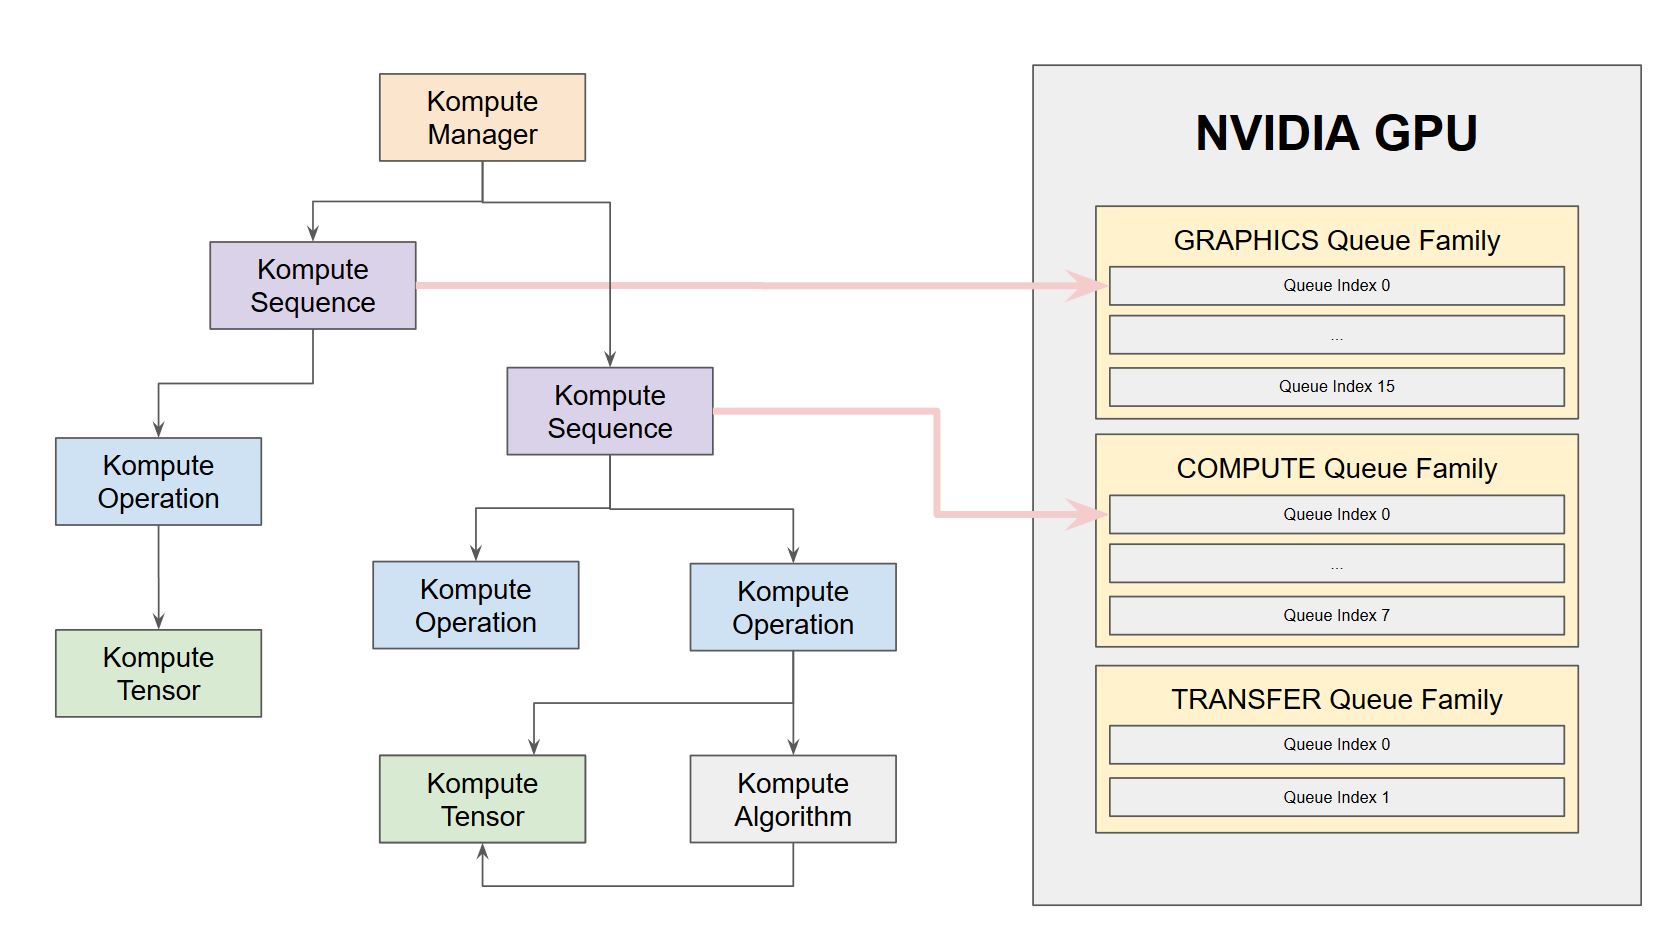 Kompute
Manager
Kompute
Sequence
Kompute
Sequence
Kompute
Operation
Kompute
Operation
Kompute
Operation
Kompute
Tensor
Kompute
Tensor
Kompute
Algorithm
NVIDIA GPU
GRAPHICS Queue Family
Queue Index 0
...
Queue Index 15
COMPUTE Queue Family
Queue Index 0
...
Queue Index 7
TRANSFER Queue Family
Queue Index 0
Queue Index 1